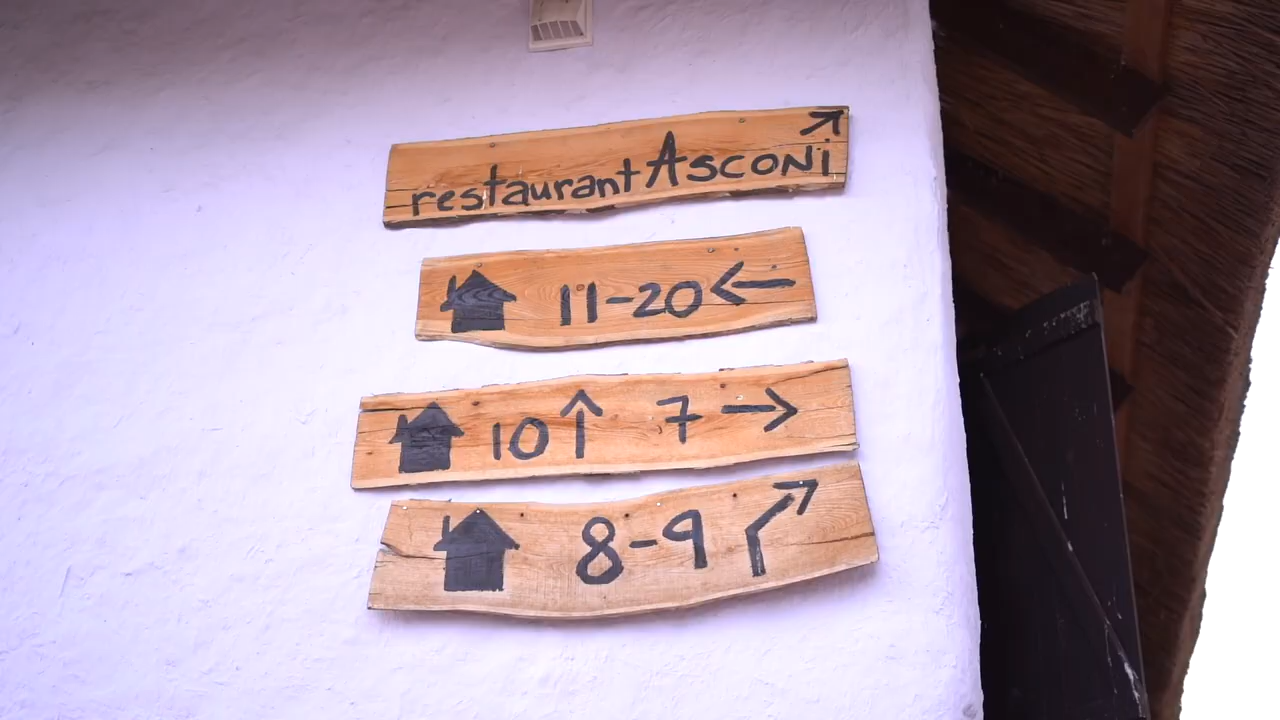 restaurant Asconi ↗
11-20 ←
10 ↑ 7 →
8-9 ↗